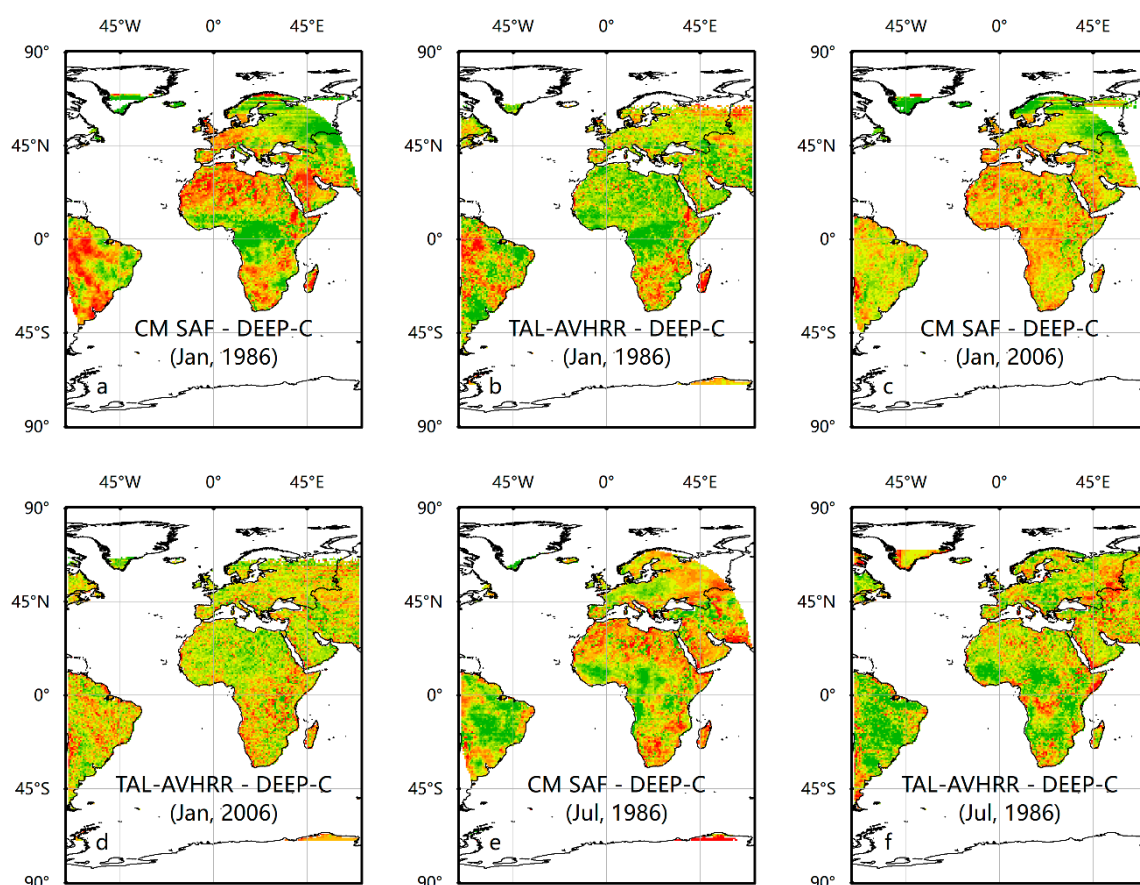 45°W 0° 45°E 45°W 0° 45°E 45°W 0° 45°E
90° 90° 90°
45°N 45°N 45°N
0° 0° 0°
45°S 45°S 45°S
CM SAF - DEEP-C TAL-AVHRR - DEEP-C CM SAF - DEEP-C
(Jan, 1986) (Jan, 1986) (Jan, 2006)
a b c
90° 90° 90°
45°W 0° 45°E 45°W 0° 45°E 45°W 0° 45°E
90° 90° 90°
45°N 45°N 45°N
0° 0° 0°
45°S 45°S 45°S
TAL-AVHRR - DEEP-C CM SAF - DEEP-C TAL-AVHRR - DEEP-C
(Jan, 2006) (Jul, 1986) (Jul, 1986)
d e f
90° 90° 90°